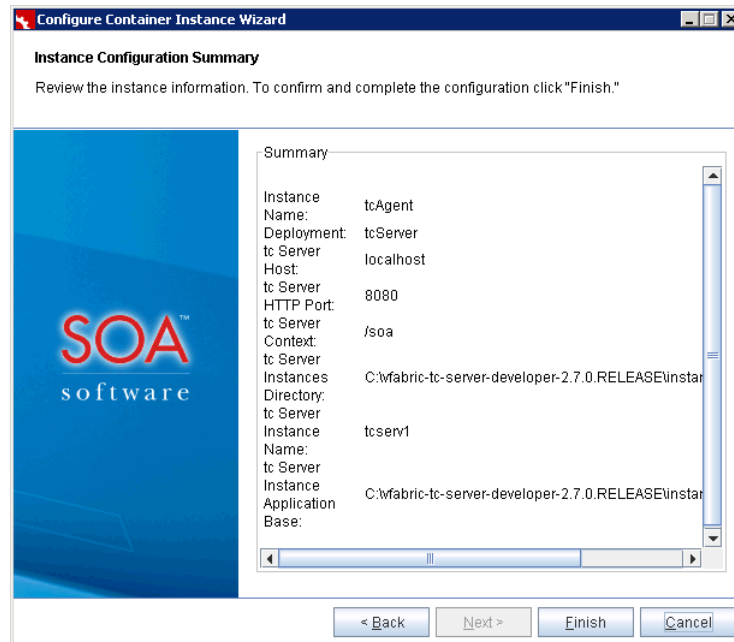 Configure Container Instance Wizard
Instance Configuration Summary
Review the instance information. To confirm and complete the configuration click "Finish."
Summary
Instance
Name:
tcAgent
Deployment: tcServer
tc Server
Host:
localhost
tc Server
HTTP Port:
8080
tc Server
Context:
/soa
tc Server
Instances
Directory:
C:\vfabric-tc-server-developer-2.7.0.RELEASE\instan
tc Server
Instance
Name:
tcserv1
tc Server
Instance
Application
Base:
C:\vfabric-tc-server-developer-2.7.0.RELEASE\instan
SOA™
software
< Back
Next >
Finish
Cancel